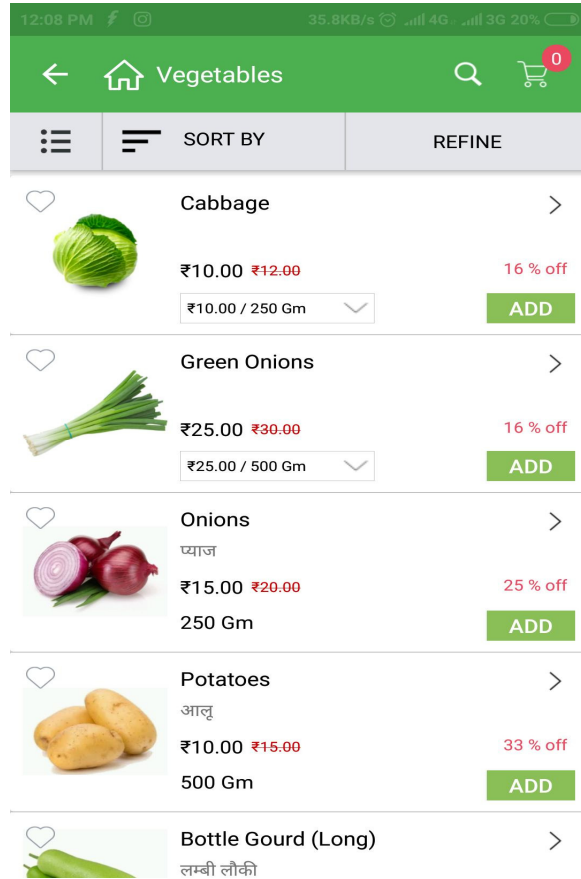 12:08 PM 35.8KB/s 4G 3G 20%
Vegetables 0
SORT BY REFINE
Cabbage
₹10.00 ₹12.00 16 % off
₹10.00 / 250 Gm ADD
Green Onions
₹25.00 ₹30.00 16 % off
₹25.00 / 500 Gm ADD
Onions
प्याज
₹15.00 ₹20.00 25 % off
250 Gm ADD
Potatoes
आलू
₹10.00 ₹15.00 33 % off
500 Gm ADD
Bottle Gourd (Long)
लम्बी लौकी